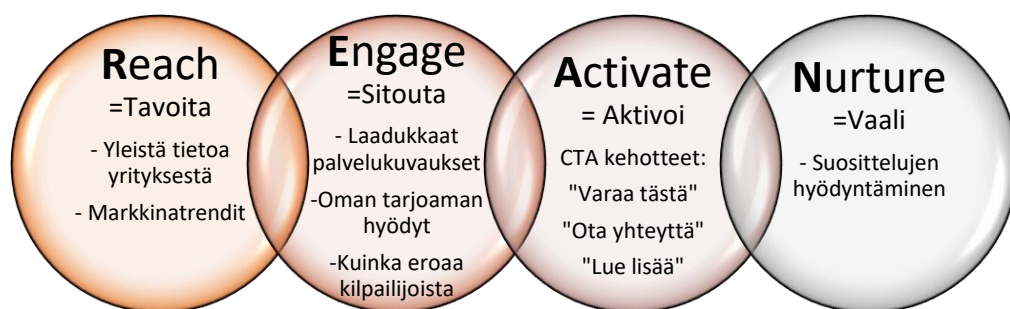 Reach
=Tavoita
- Yleistä tietoa
yrityksestä
- Markkinatrendit
Engage
=Sitouta
- Laadukkaat
palvelukuvaukset
-Oman tarjoaman
hyödyt
-Kuinka eroaa
kilpailijoista
Activate
= Aktivoi
CTA kehotteet:
"Varaa tästä"
"Ota yhteyttä"
"Lue lisää"
Nurture
=Vaali
- Suosittelujen
hyödyntäminen